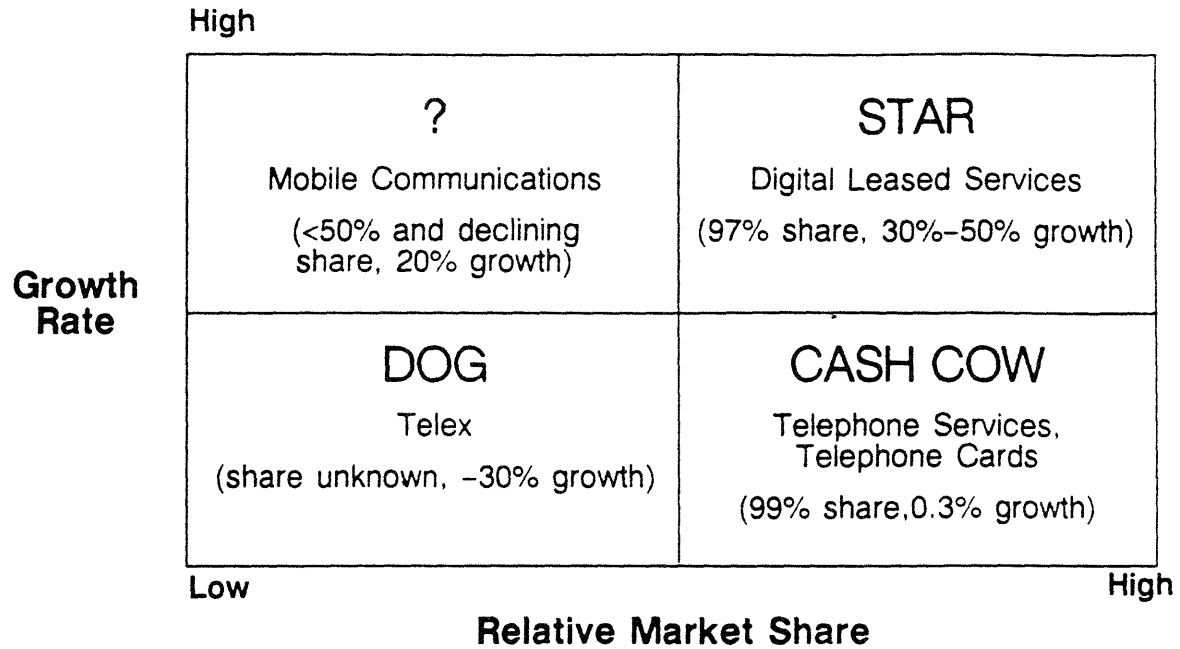 High
?
Mobile Communications
(<50% and declining
share, 20% growth)
STAR
Digital Leased Services
(97% share, 30%-50% growth)
Growth
Rate
DOG
Telex
(share unknown, -30% growth)
CASH COW
Telephone Services,
Telephone Cards
(99% share,0.3% growth)
Low
High
Relative Market Share